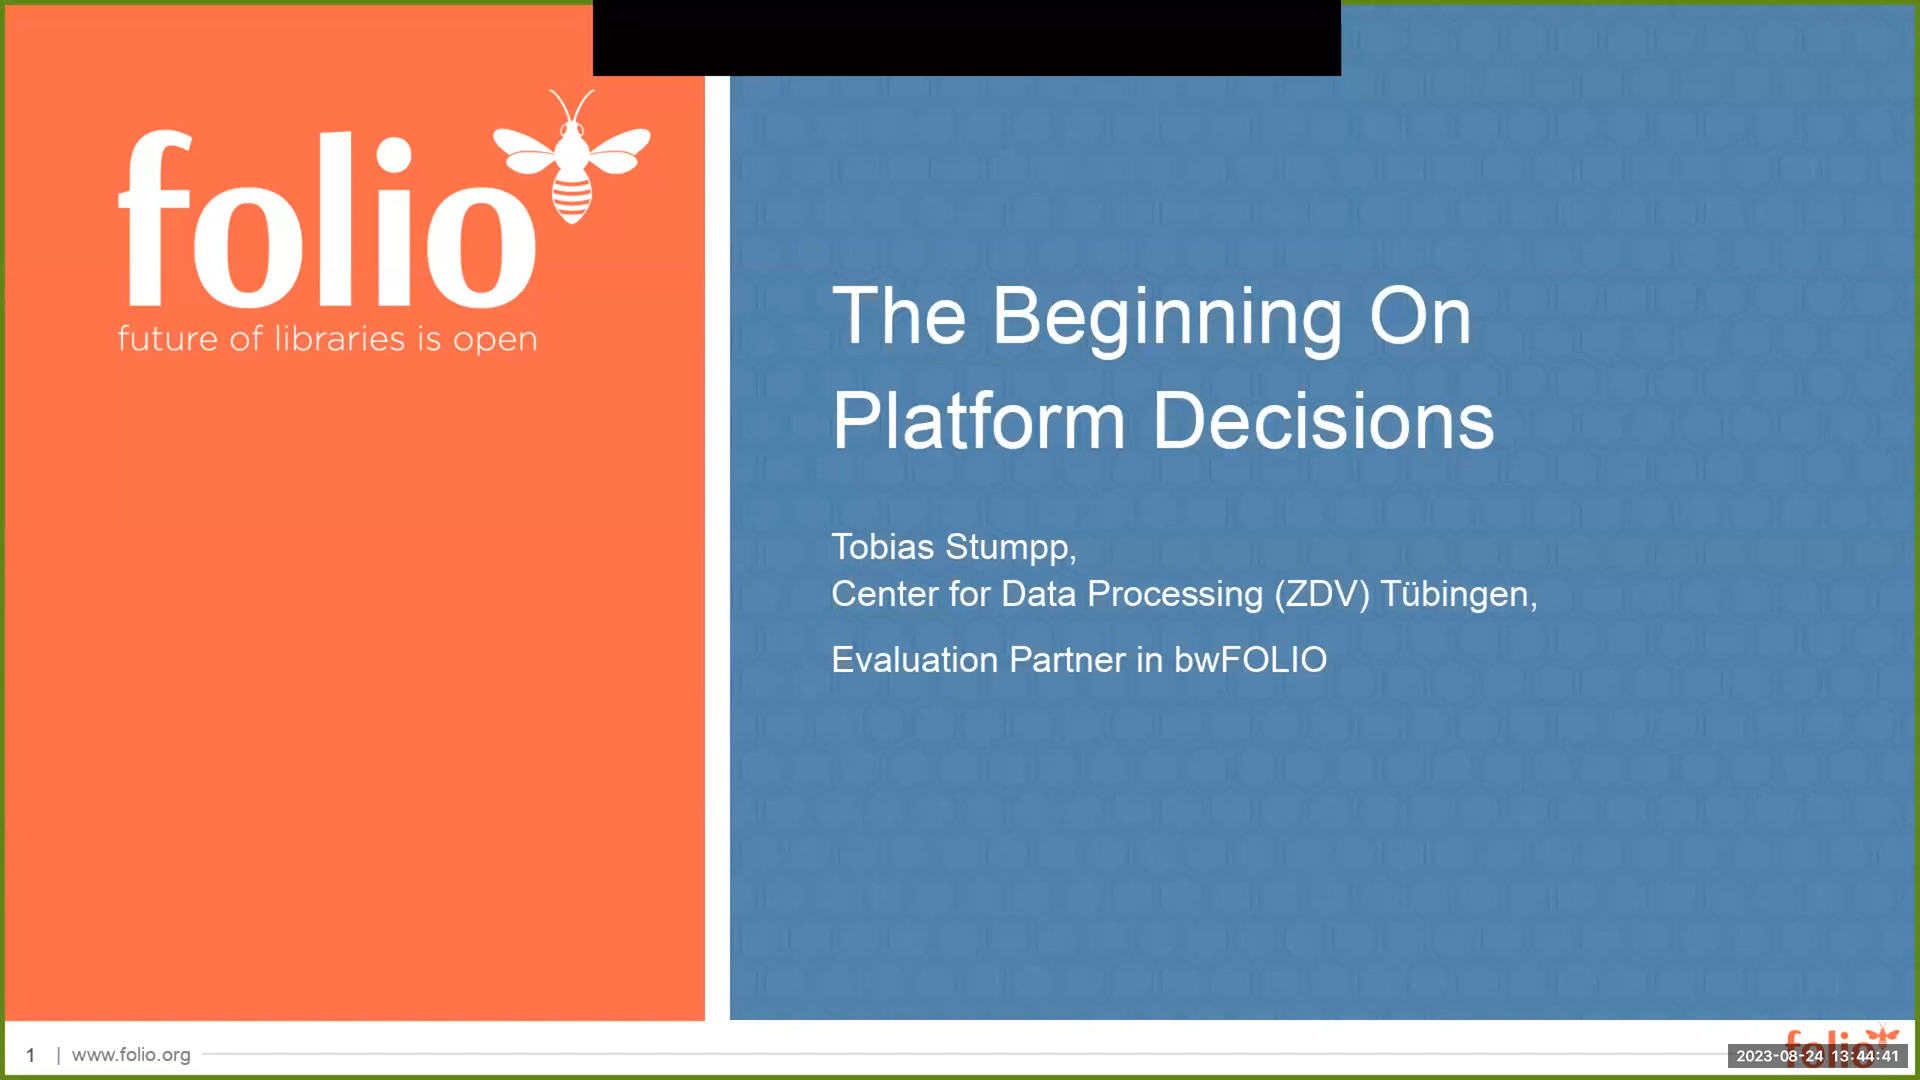 folio
future of libraries is open
The Beginning On
Platform Decisions
Tobias Stumpp,
Center for Data Processing (ZDV) Tübingen,
Evaluation Partner in bwFOLIO
1 | www.folio.org
folio
2023-08-24 13:44:41